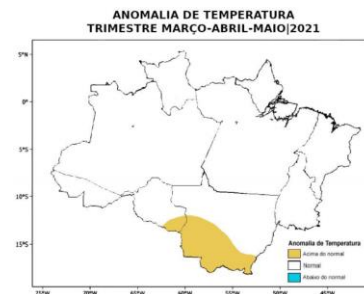 ANOMALIA DE TEMPERATURA
TRIMESTRE MARÇO-ABRIL-MAIO|2021
5°N
0°
5°S
10°S
15°S
Anomalia de Temperatura
Acima do normal
Normal
Abaixo do normal